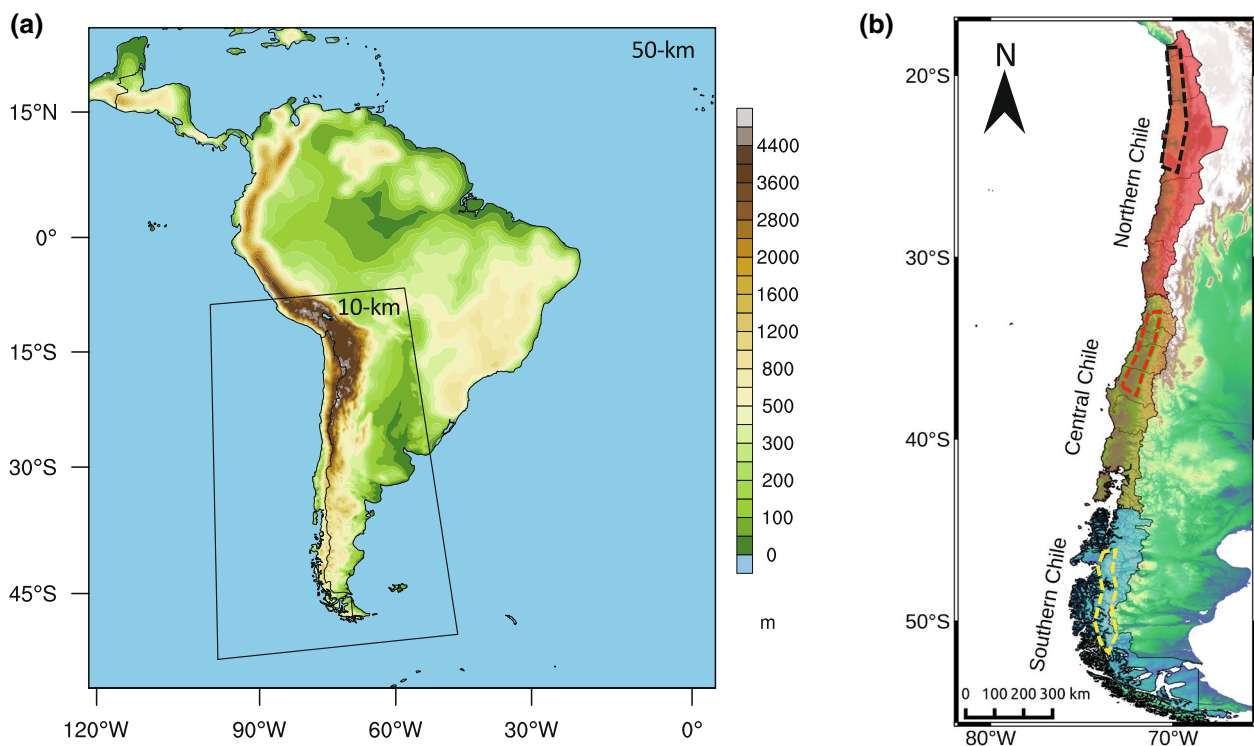 (a)
50-km
10-km
15°N
0°
15°S
30°S
45°S
120°W
90°W
60°W
30°W
0°
4400
3600
2800
2000
1600
1200
800
500
300
200
100
0
m
(b)
N
20°S
30°S
40°S
50°S
Northern Chile
Central Chile
Southern Chile
0 100 200 300 km
80°W
70°W